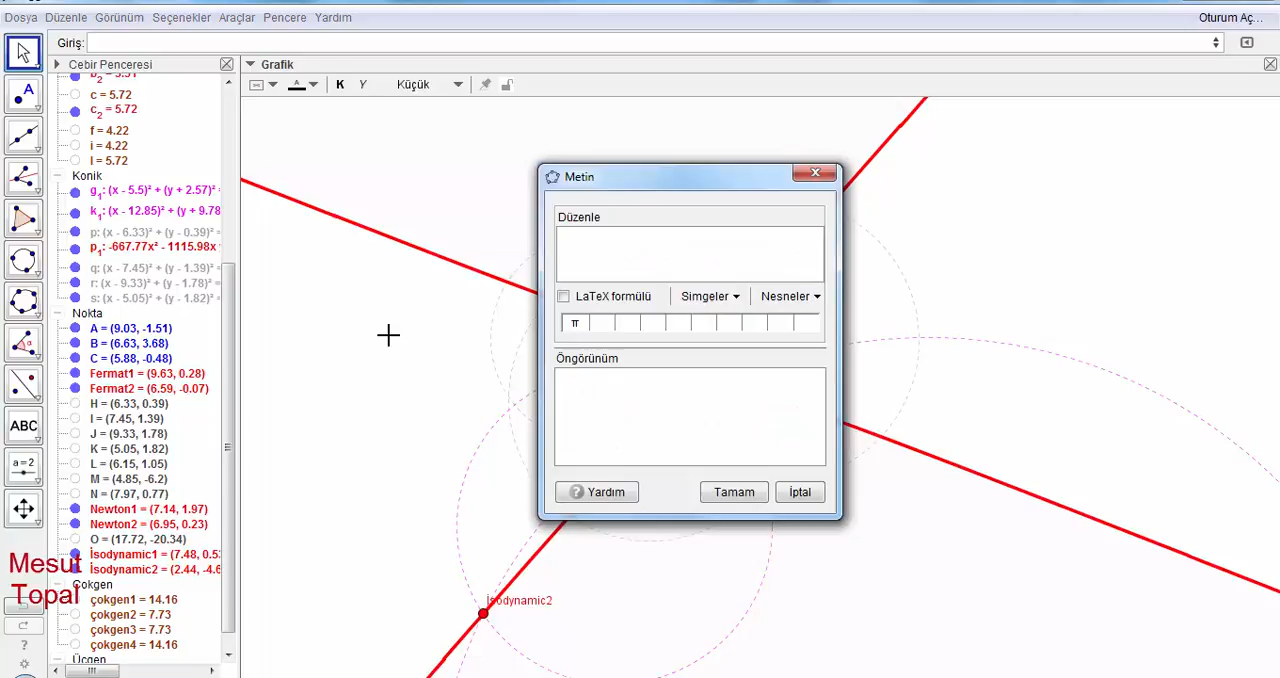 Dosya Düzenle Görünüm Seçenekler Araçlar Pencere Yardım
Oturum Aç...
Giriş:
Cebir Penceresi
Grafik
K Y Küçük
c = 5.72
c2 = 5.72
f = 4.22
i = 4.22
l = 5.72
Konik
g1: (x - 5.5)² + (y + 2.57)²
k1: (x - 12.85)² + (y + 9.78
p: (x - 6.33)² + (y - 0.39)²
p1: -667.77x² - 1115.98x
q: (x - 7.45)² + (y - 1.39)²
r: (x - 9.33)² + (y - 1.78)²
s: (x - 5.05)² + (y - 1.82)²
Nokta
A = (9.03, -1.51)
B = (6.63, 3.68)
C = (5.88, -0.48)
Fermat1 = (9.63, 0.28)
Fermat2 = (6.59, -0.07)
H = (6.33, 0.39)
I = (7.45, 1.39)
J = (9.33, 1.78)
K = (5.05, 1.82)
L = (6.15, 1.05)
M = (4.85, -6.2)
N = (7.97, 0.77)
Newton1 = (7.14, 1.97)
Newton2 = (6.95, 0.23)
O = (17.72, -20.34)
İsodynamic1 = (7.48, 0.5
İsodynamic2 = (2.44, -4.6
Çokgen
çokgen1 = 14.16
çokgen2 = 7.73
çokgen3 = 7.73
çokgen4 = 14.16
Üçgen
A
α
ABC
a=2
?
Mesut
Topal
Metin
Düzenle
LaTeX formülü Simgeler Nesneler
π
Öngörünüm
? Yardım Tamam İptal
İsodynamic2